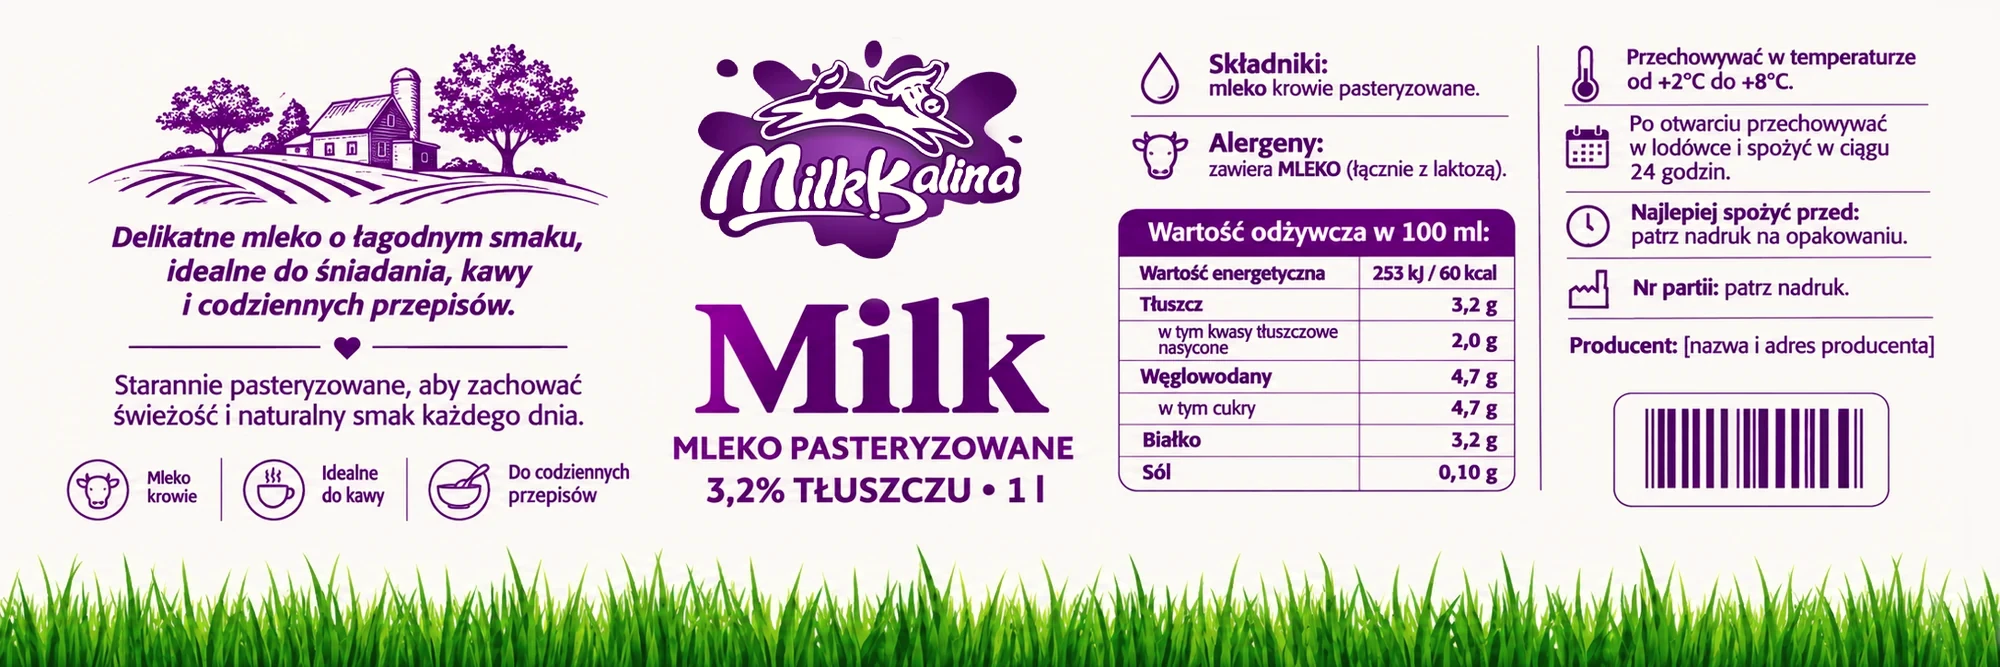 Delikatne mleko o łagodnym smaku,
idealne do śniadania, kawy
i codziennych przepisów.
Starannie pasteryzowane, aby zachować
świeżość i naturalny smak każdego dnia.
Mleko
krowie
Idealne
do kawy
Do codziennych
przepisów
MilkKalina
Milk
MLEKO PASTERYZOWANE
3,2% TŁUSZCZU • 1 l
Składniki:
mleko krowie pasteryzowane.
Alergeny:
zawiera MLEKO (łącznie z laktozą).
Wartość odżywcza w 100 ml:
Wartość energetyczna 253 kJ / 60 kcal
Tłuszcz 3,2 g
w tym kwasy tłuszczowe
nasycone 2,0 g
Węglowodany 4,7 g
w tym cukry 4,7 g
Białko 3,2 g
Sól 0,10 g
Przechowywać w temperaturze
od +2°C do +8°C.
Po otwarciu przechowywać
w lodówce i spożyć w ciągu
24 godzin.
Najlepiej spożyć przed:
patrz nadruk na opakowaniu.
Nr partii: patrz nadruk.
Producent: [nazwa i adres producenta]